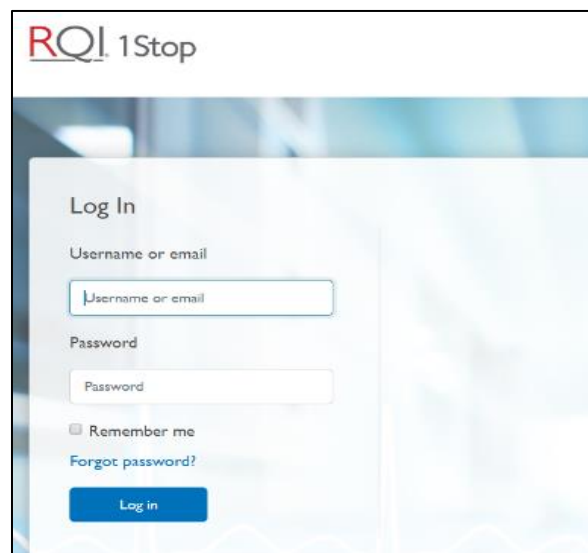 RQI. 1Stop
Log In
Username or email
Username or email
Password
Password
Remember me
Forgot password?
Log in